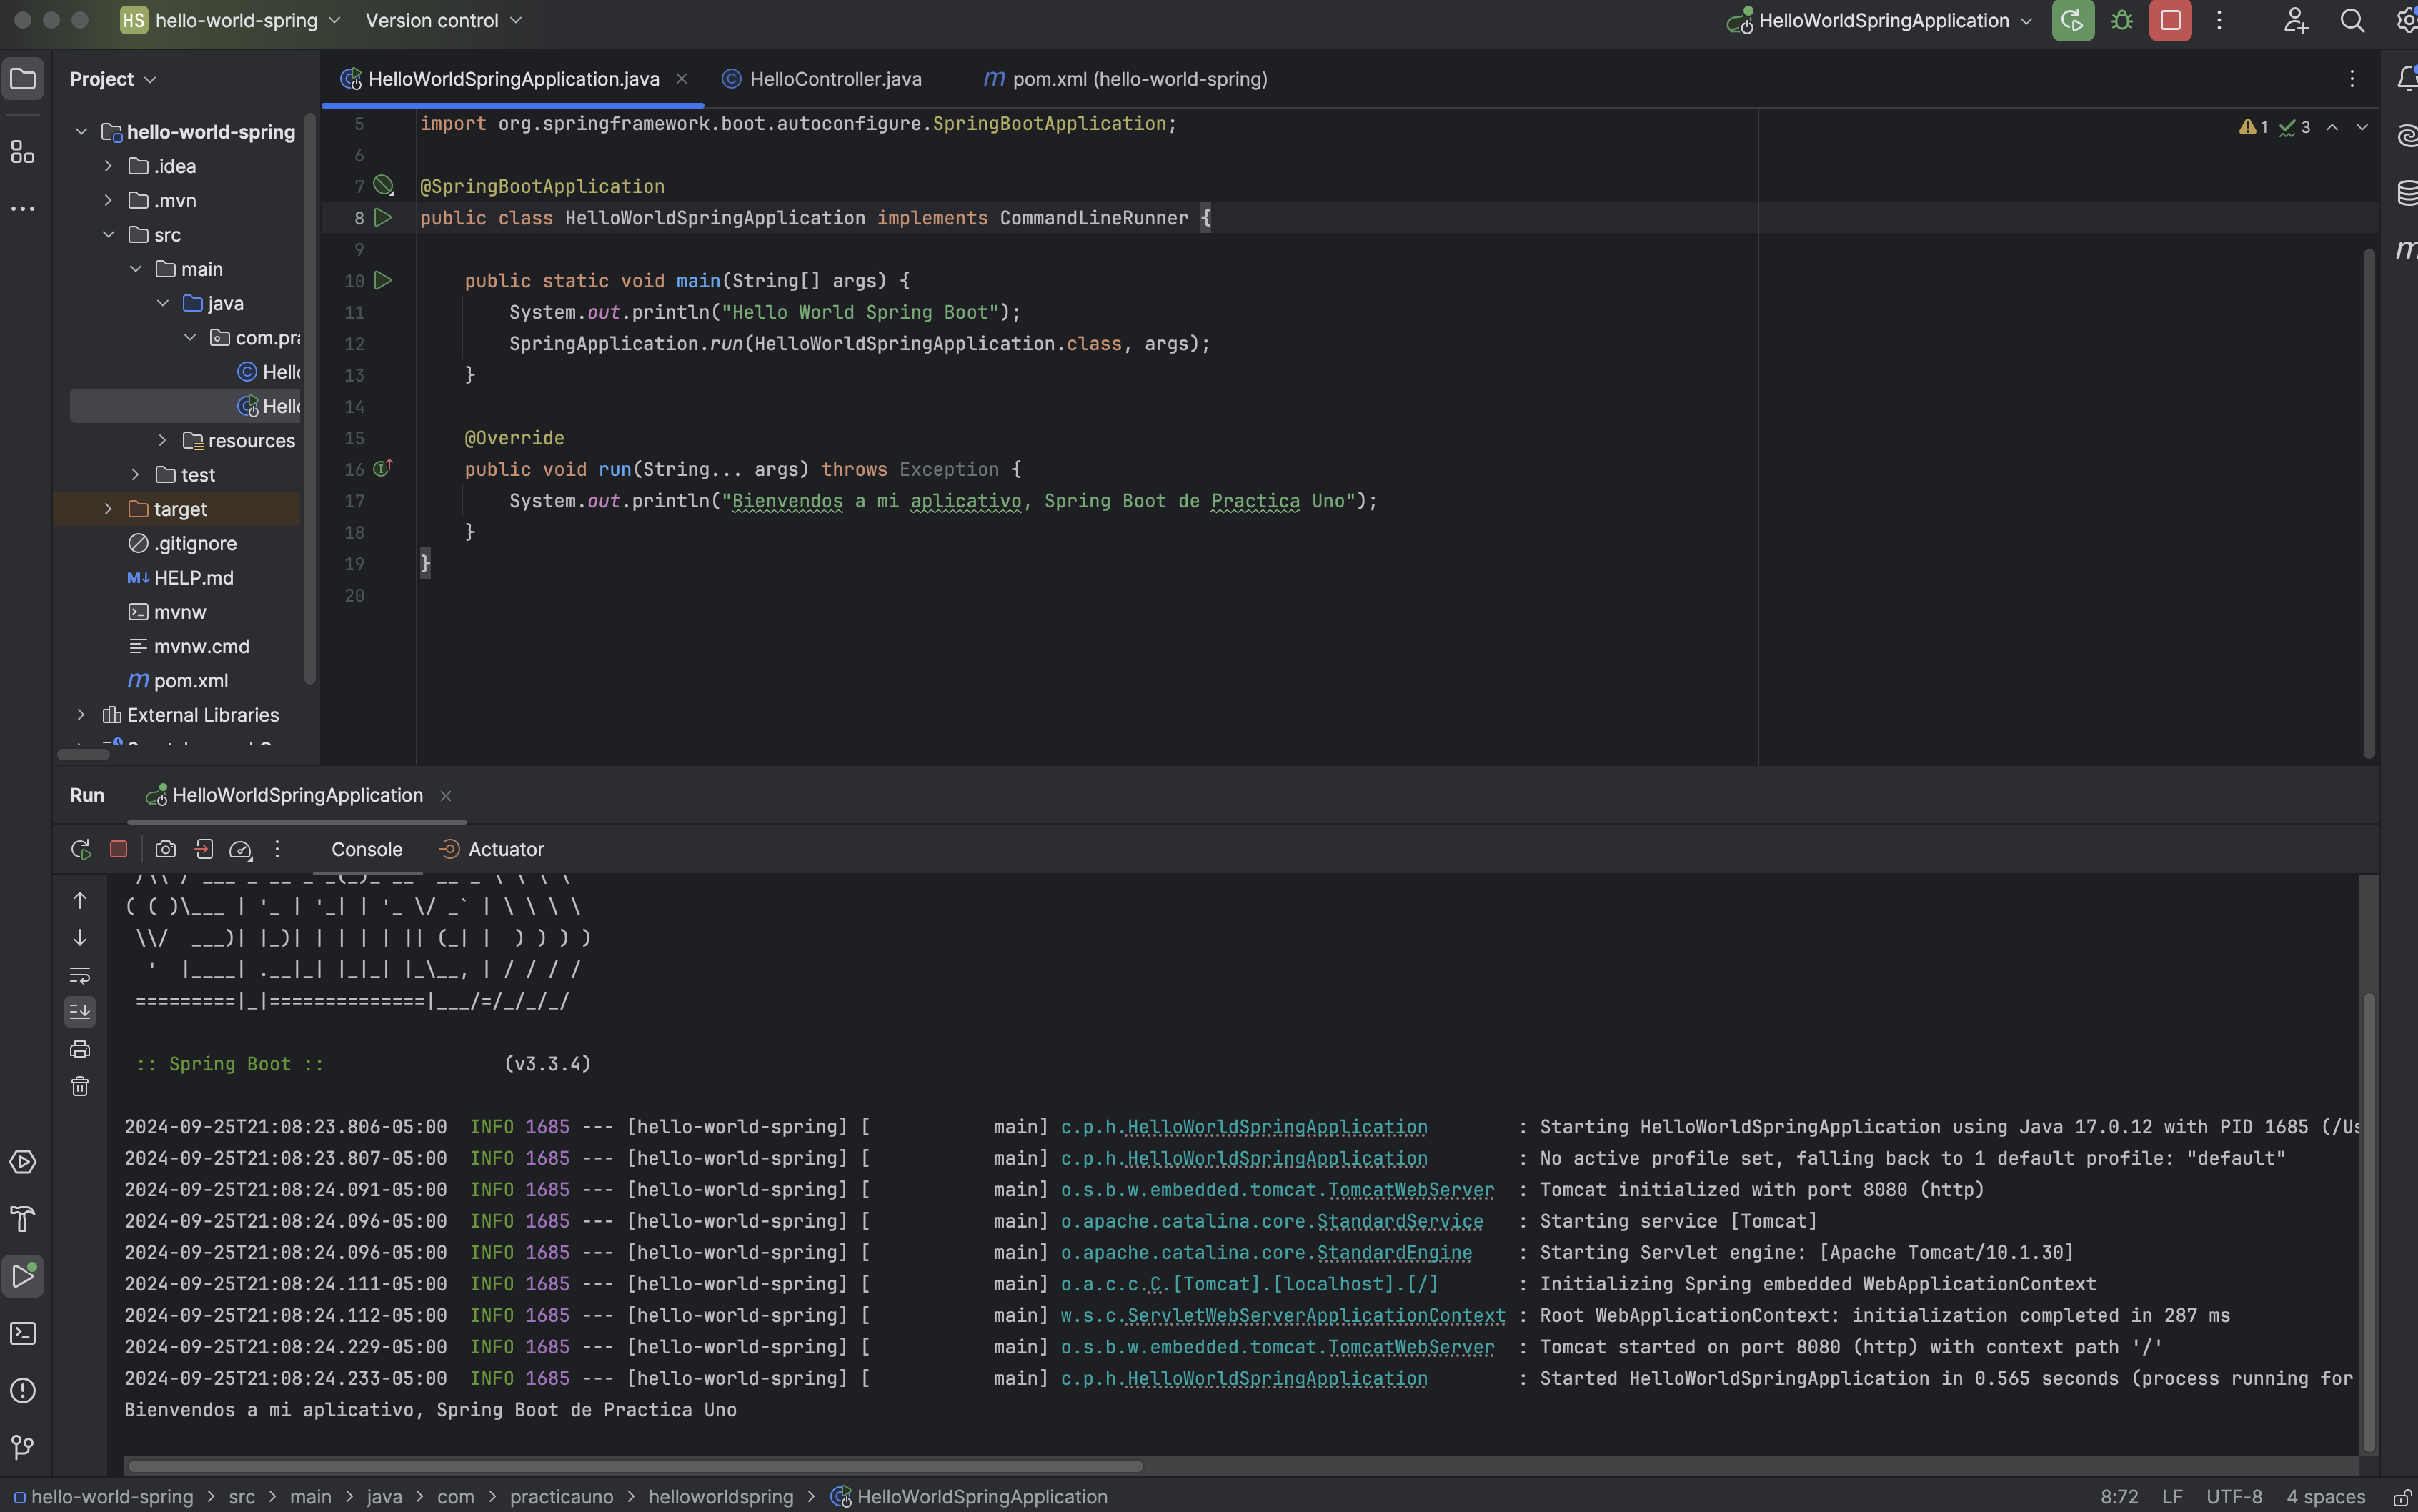 HS hello-world-spring Version control HelloWorldSpringApplication
Project
HelloWorldSpringApplication.java HelloController.java pom.xml (hello-world-spring)
hello-world-spring
.idea
.mvn
src
main
java
com.pra
Hello
Hello
resources
test
target
.gitignore
HELP.md
mvnw
mvnw.cmd
pom.xml
External Libraries
1 3
5 import org.springframework.boot.autoconfigure.SpringBootApplication;
6
7 @SpringBootApplication
8 public class HelloWorldSpringApplication implements CommandLineRunner {
9
10 public static void main(String[] args) {
11 System.out.println("Hello World Spring Boot");
12 SpringApplication.run(HelloWorldSpringApplication.class, args);
13 }
14
15 @Override
16 public void run(String... args) throws Exception {
17 System.out.println("Bienvendos a mi aplicativo, Spring Boot de Practica Uno");
18 }
19 }
20
Run HelloWorldSpringApplication
Console Actuator
( ( )\___ | '_ | '_| | '_ \/ _` | \ \ \ \
\\/ ___)| |_)| | | | | || (_| | ) ) ) )
' |____| .__|_| |_|_| |_\__, | / / / /
=========|_|==============|___/=/_/_/_/
:: Spring Boot :: (v3.3.4)
2024-09-25T21:08:23.806-05:00 INFO 1685 --- [hello-world-spring] [ main] c.p.h.HelloWorldSpringApplication : Starting HelloWorldSpringApplication using Java 17.0.12 with PID 1685 (/Us
2024-09-25T21:08:23.807-05:00 INFO 1685 --- [hello-world-spring] [ main] c.p.h.HelloWorldSpringApplication : No active profile set, falling back to 1 default profile: "default"
2024-09-25T21:08:24.091-05:00 INFO 1685 --- [hello-world-spring] [ main] o.s.b.w.embedded.tomcat.TomcatWebServer : Tomcat initialized with port 8080 (http)
2024-09-25T21:08:24.096-05:00 INFO 1685 --- [hello-world-spring] [ main] o.apache.catalina.core.StandardService : Starting service [Tomcat]
2024-09-25T21:08:24.096-05:00 INFO 1685 --- [hello-world-spring] [ main] o.apache.catalina.core.StandardEngine : Starting Servlet engine: [Apache Tomcat/10.1.30]
2024-09-25T21:08:24.111-05:00 INFO 1685 --- [hello-world-spring] [ main] o.a.c.c.C.[Tomcat].[localhost].[/] : Initializing Spring embedded WebApplicationContext
2024-09-25T21:08:24.112-05:00 INFO 1685 --- [hello-world-spring] [ main] w.s.c.ServletWebServerApplicationContext : Root WebApplicationContext: initialization completed in 287 ms
2024-09-25T21:08:24.229-05:00 INFO 1685 --- [hello-world-spring] [ main] o.s.b.w.embedded.tomcat.TomcatWebServer : Tomcat started on port 8080 (http) with context path '/'
2024-09-25T21:08:24.233-05:00 INFO 1685 --- [hello-world-spring] [ main] c.p.h.HelloWorldSpringApplication : Started HelloWorldSpringApplication in 0.565 seconds (process running for
Bienvendos a mi aplicativo, Spring Boot de Practica Uno
hello-world-spring > src > main > java > com > practicauno > helloworldspring > HelloWorldSpringApplication 8:72 LF UTF-8 4 spaces